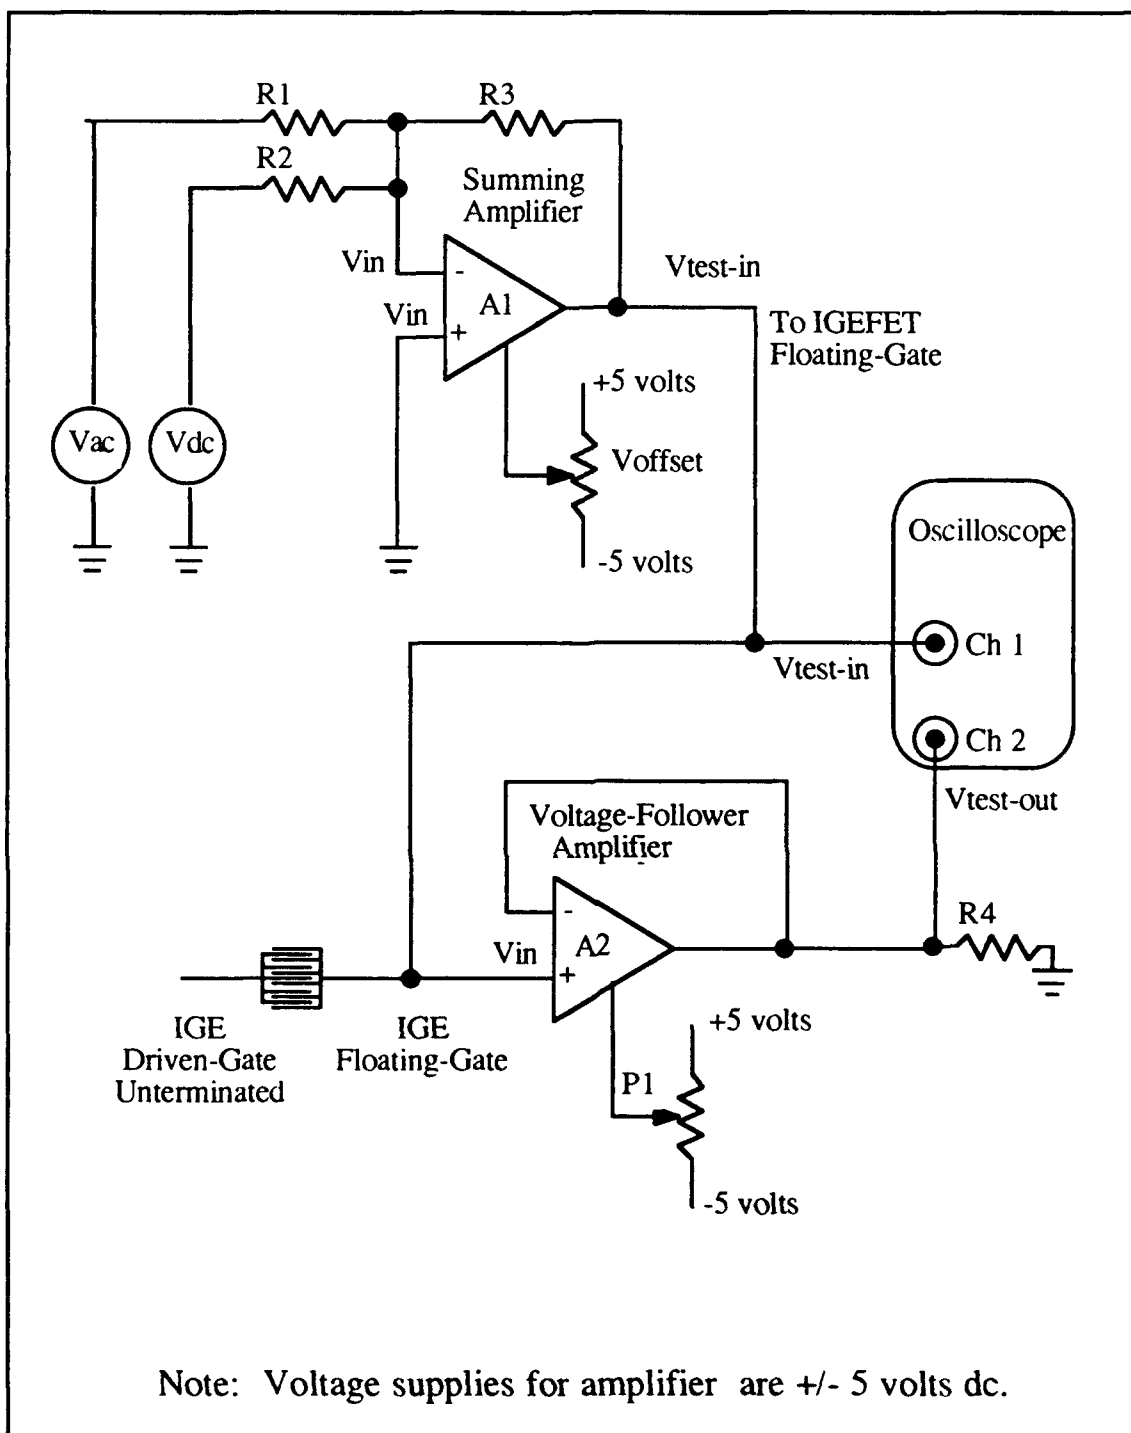 R1
R3
R2
Summing
Amplifier
Vin
-
Vtest-in
Vin
A1
+
To IGEFET
Floating-Gate
+5 volts
Vac
Vdc
Voffset
-5 volts
Oscilloscope
Ch 1
Vtest-in
Ch 2
Vtest-out
Voltage-Follower
Amplifier
-
R4
Vin
A2
+
IGE
Driven-Gate
Unterminated
IGE
Floating-Gate
+5 volts
P1
-5 volts
Note: Voltage supplies for amplifier are +/- 5 volts dc.